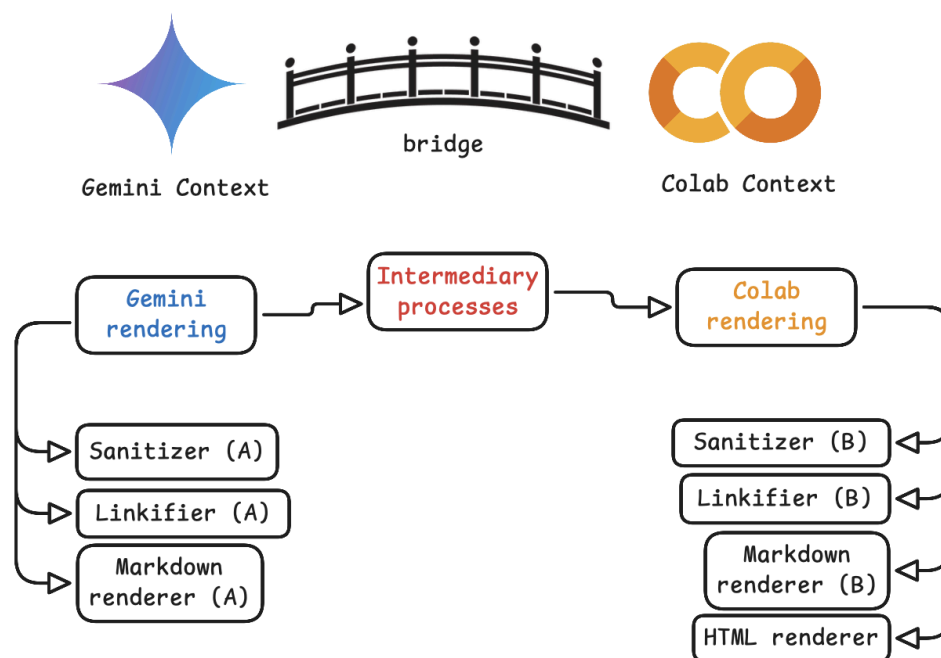 bridge
Gemini Context
Colab Context
Gemini
rendering
Intermediary
processes
Colab
rendering
Sanitizer (A)
Linkifier (A)
Markdown
renderer (A)
Sanitizer (B)
Linkifier (B)
Markdown
renderer (B)
HTML renderer